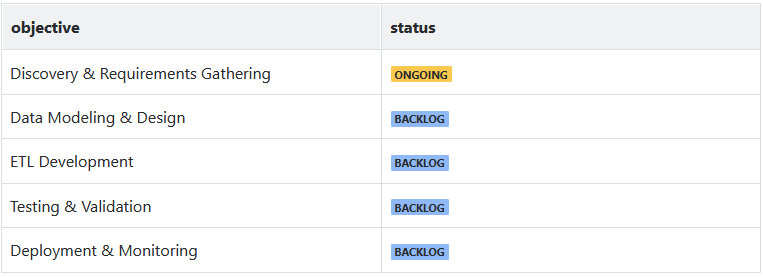 objective status
Discovery & Requirements Gathering ONGOING
Data Modeling & Design BACKLOG
ETL Development BACKLOG
Testing & Validation BACKLOG
Deployment & Monitoring BACKLOG